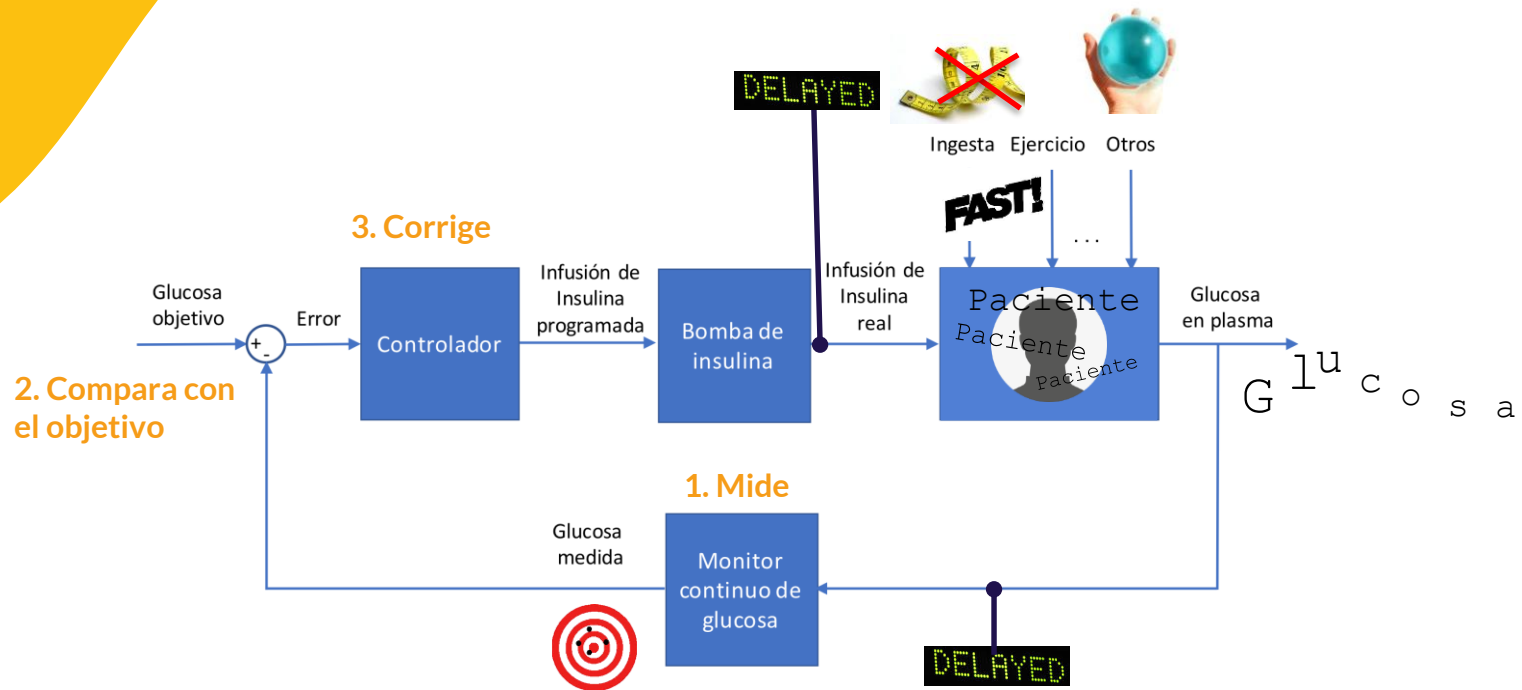 DELAYED
Ingesta
Ejercicio
Otros
FAST!
...
3. Corrige
Glucosa
objetivo
Error
+
-
Controlador
Infusión de
Insulina
programada
Bomba de
insulina
Infusión de
Insulina
real
Paciente
Paciente
Paciente
Glucosa
en plasma
Glucosa
2. Compara con
el objetivo
1. Mide
Glucosa
medida
Monitor
continuo de
glucosa
DELAYED